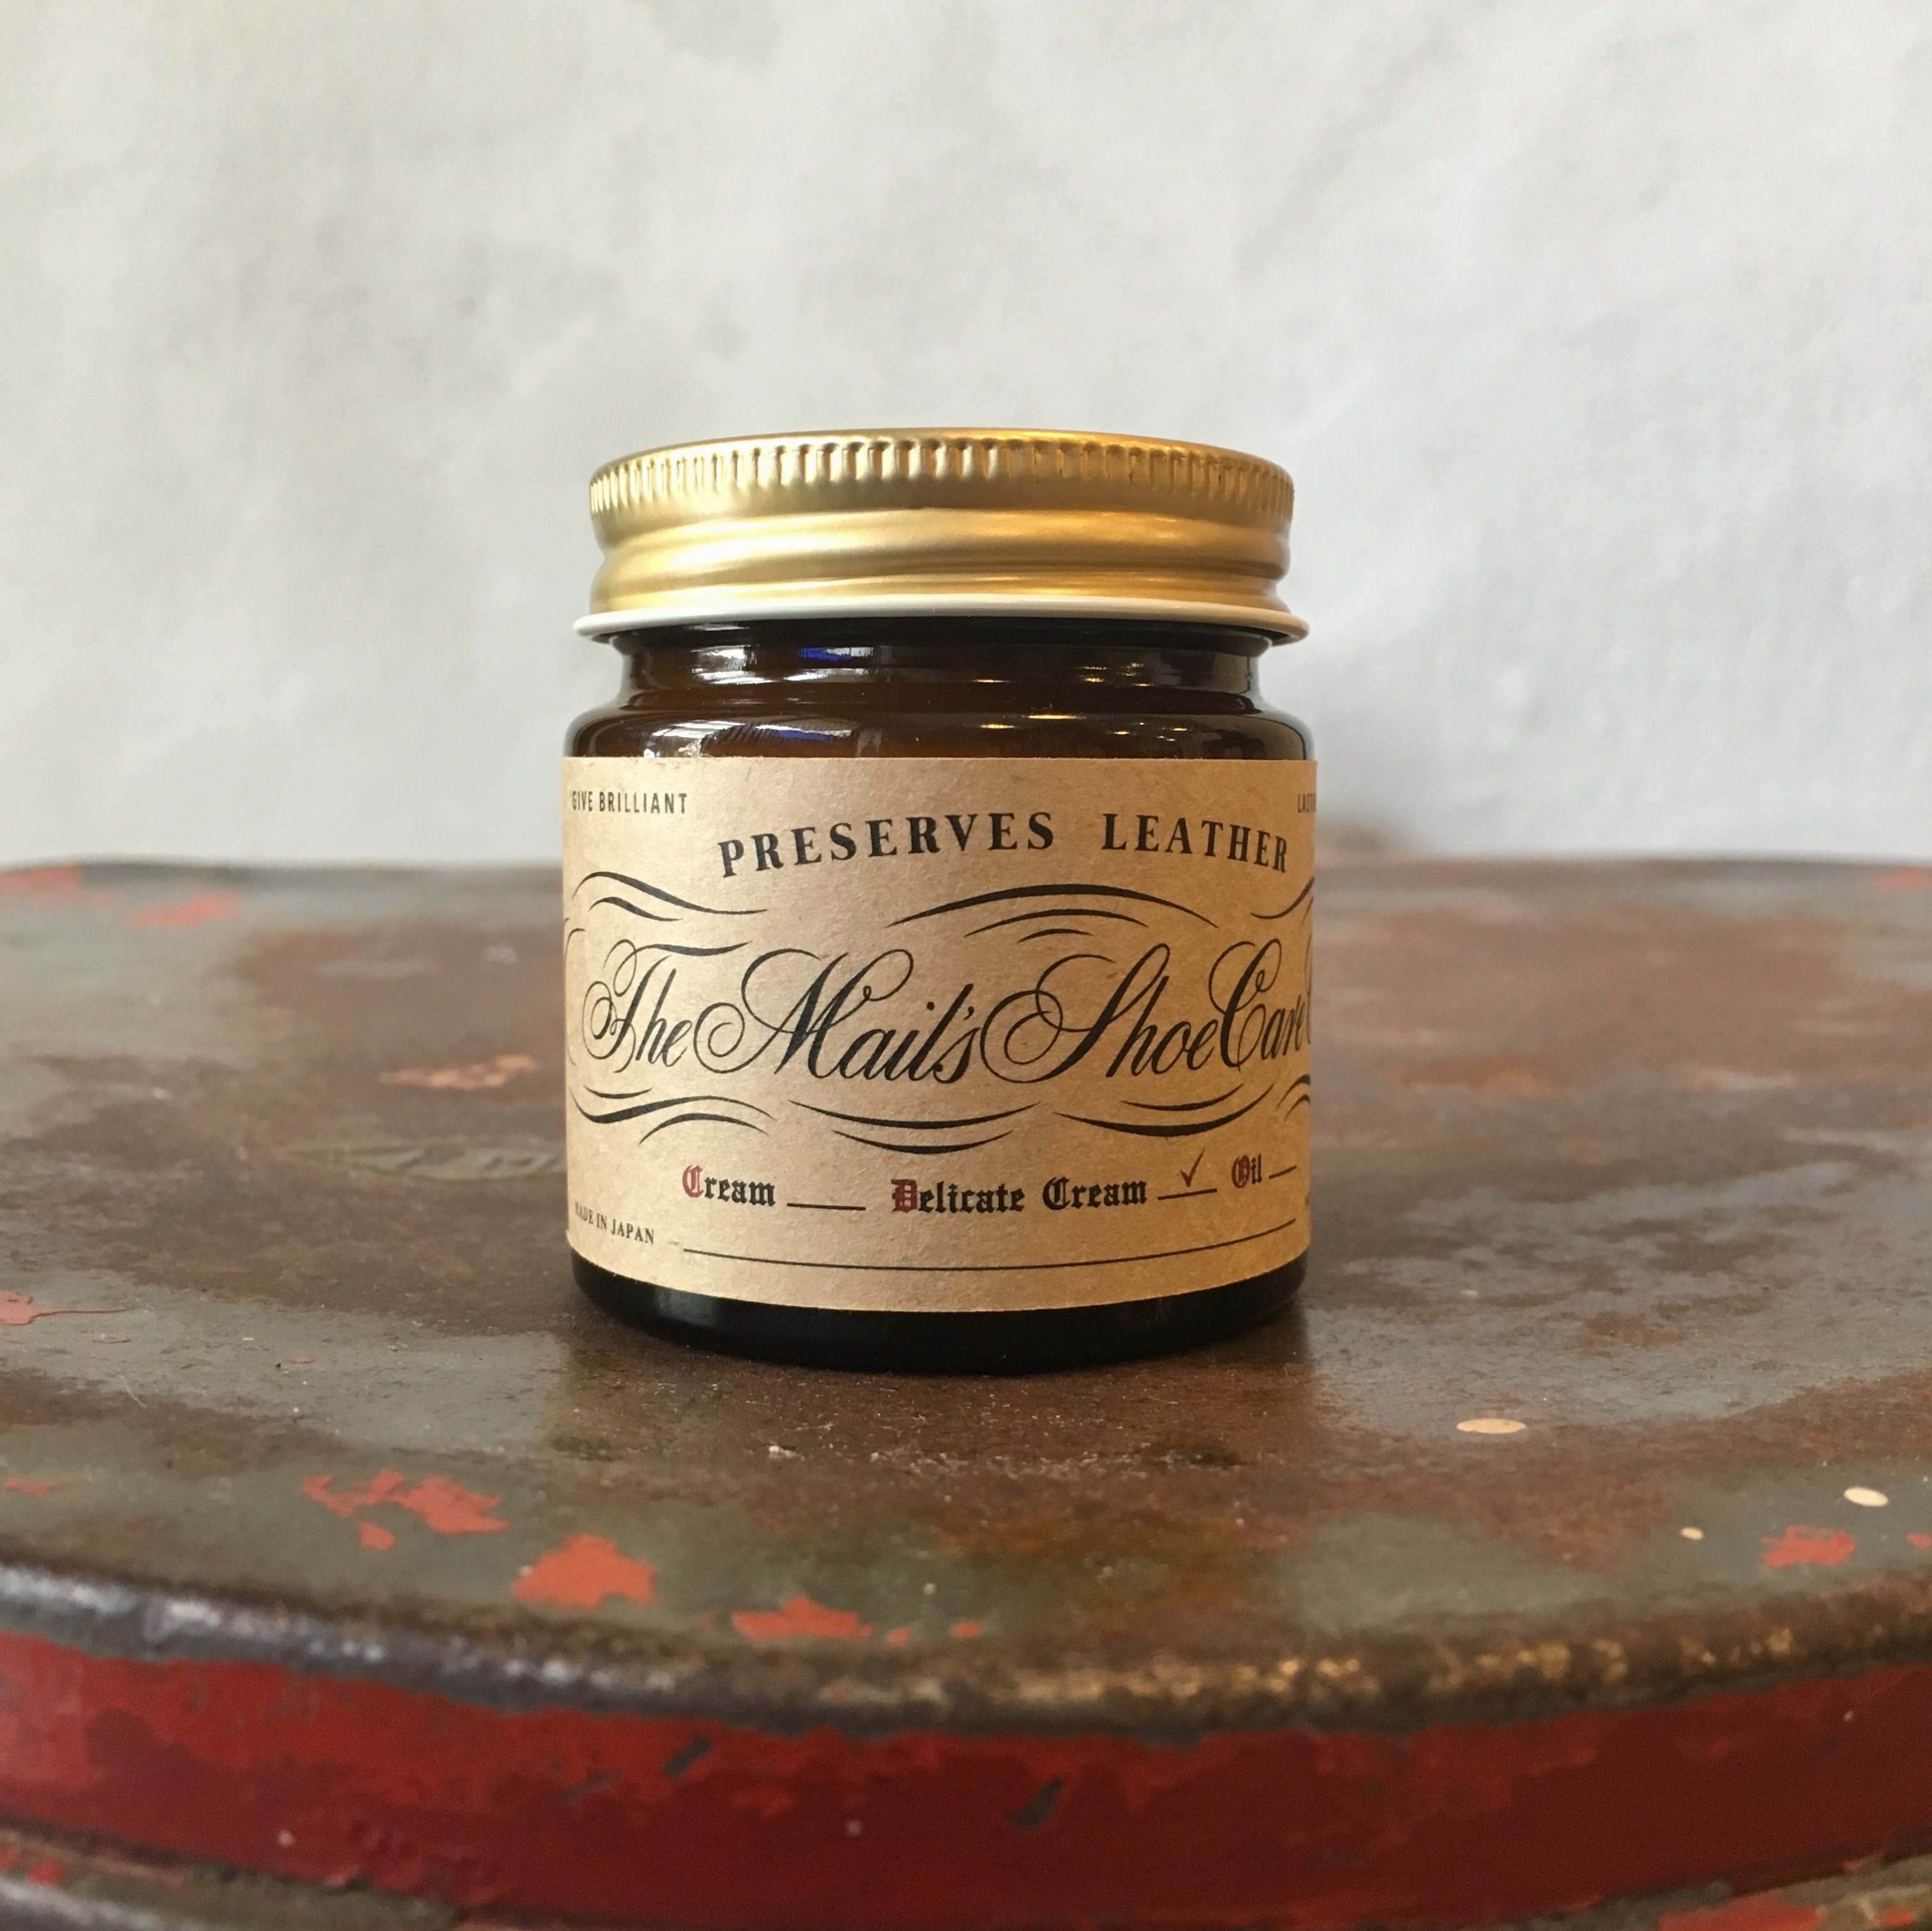 GIVE BRILLIANT
PRESERVES LEATHER
The Mail's Shoe Care
Cream Delicate Cream ✓ Oil
MADE IN JAPAN